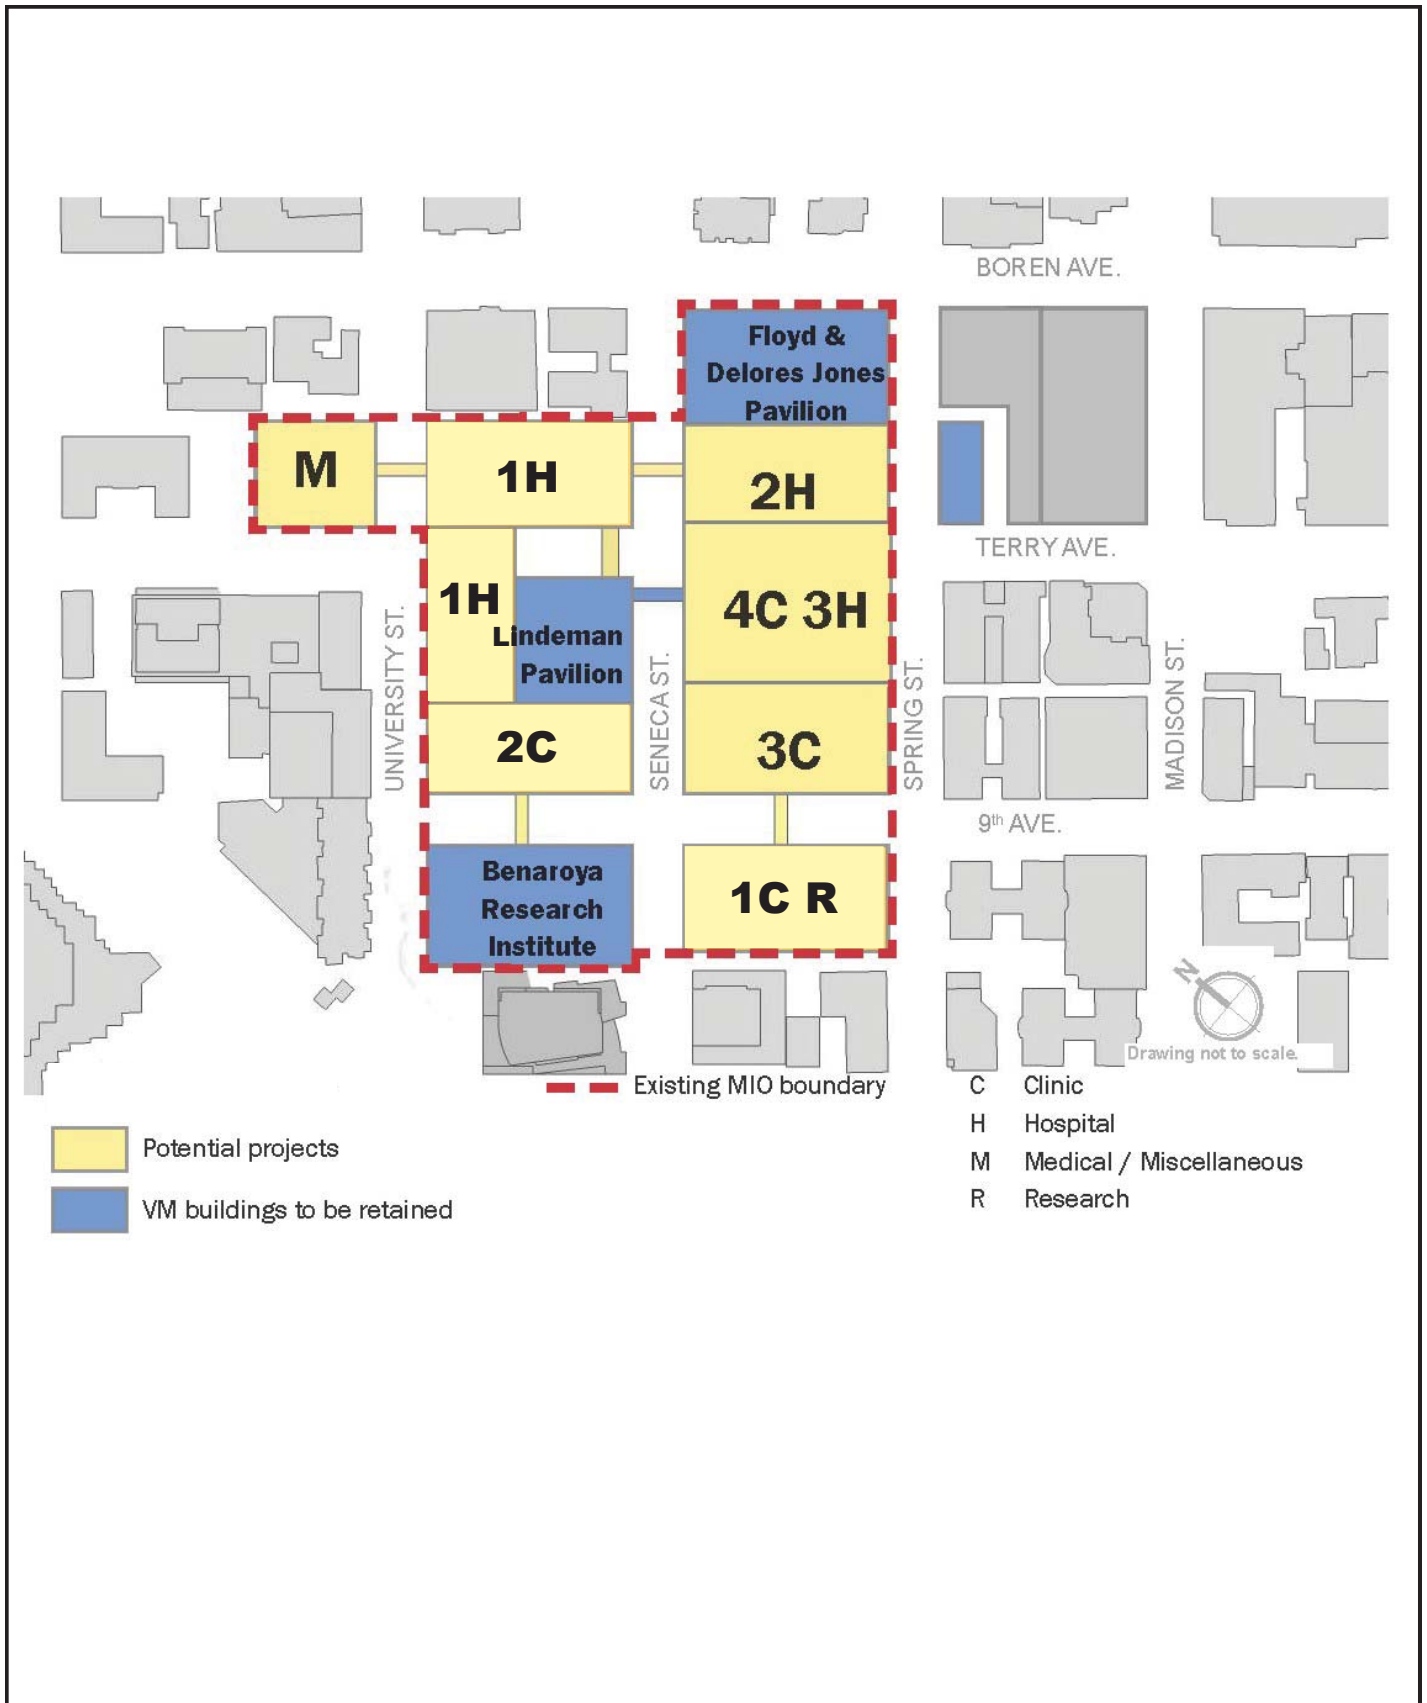 BOREN AVE.
Floyd &
Delores Jones
Pavilion
M
1H
2H
TERRY AVE.
1H
Lindeman
Pavilion
4C 3H
UNIVERSITY ST.
SENECA ST.
SPRING ST.
MADISON ST.
2C
3C
9th AVE.
Benaroya
Research
Institute
1C R
N
Drawing not to scale.
Existing MIO boundary
C Clinic
H Hospital
M Medical / Miscellaneous
R Research
Potential projects
VM buildings to be retained